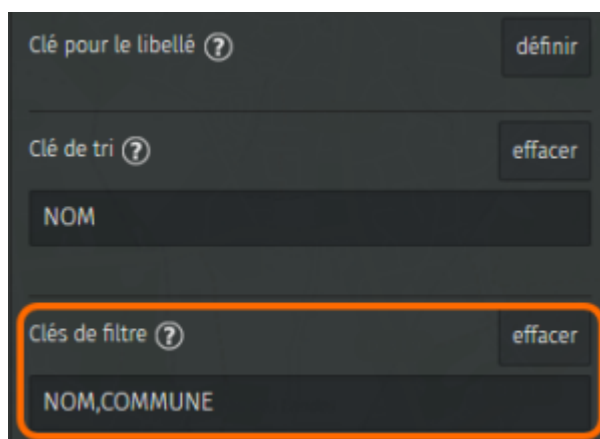 Clé pour le libellé ? définir
Clé de tri ? effacer
NOM
Clés de filtre ? effacer
NOM,COMMUNE